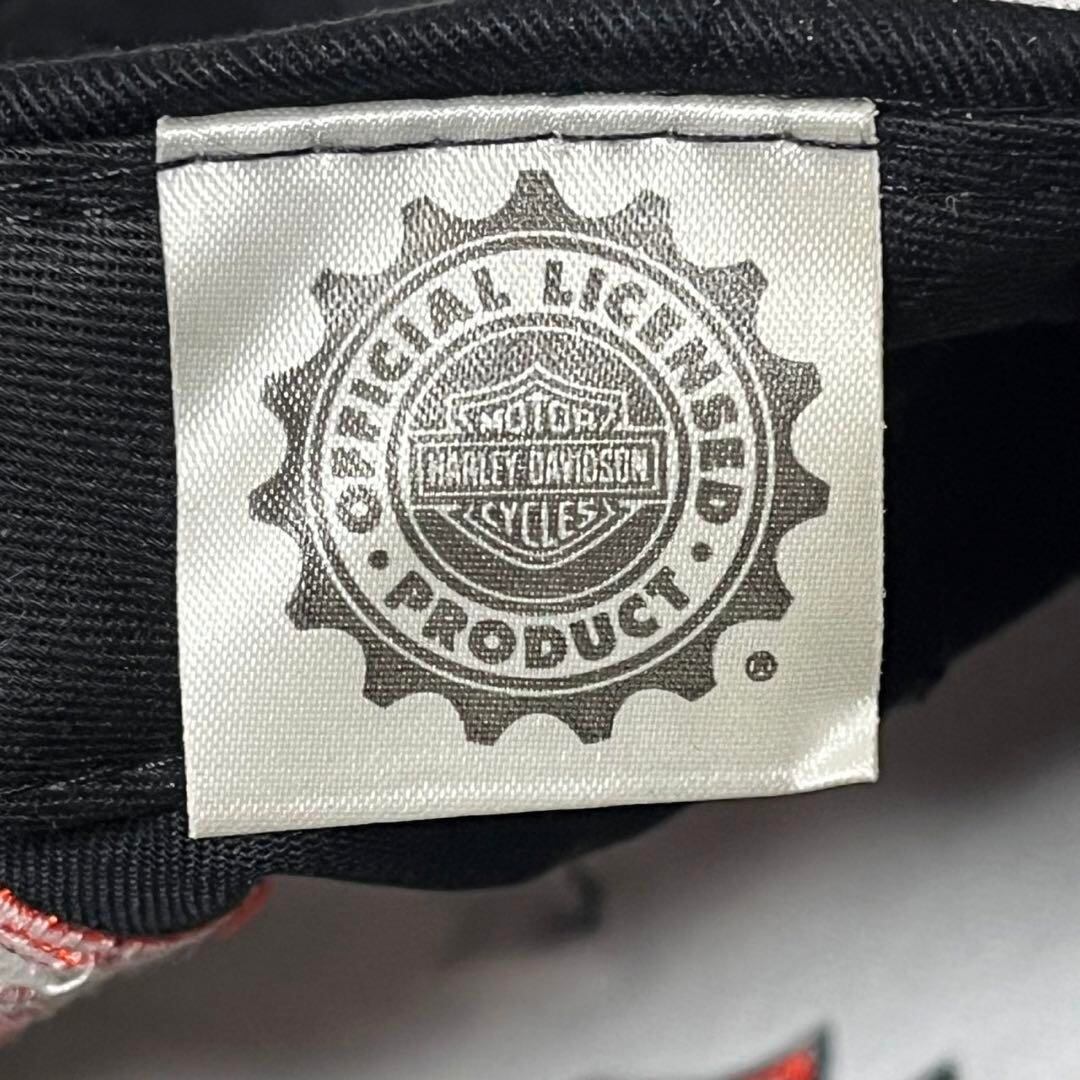 OFFICIAL LICENSED
MOTOR
HARLEY-DAVIDSON
CYCLES
• PRODUCT •
®